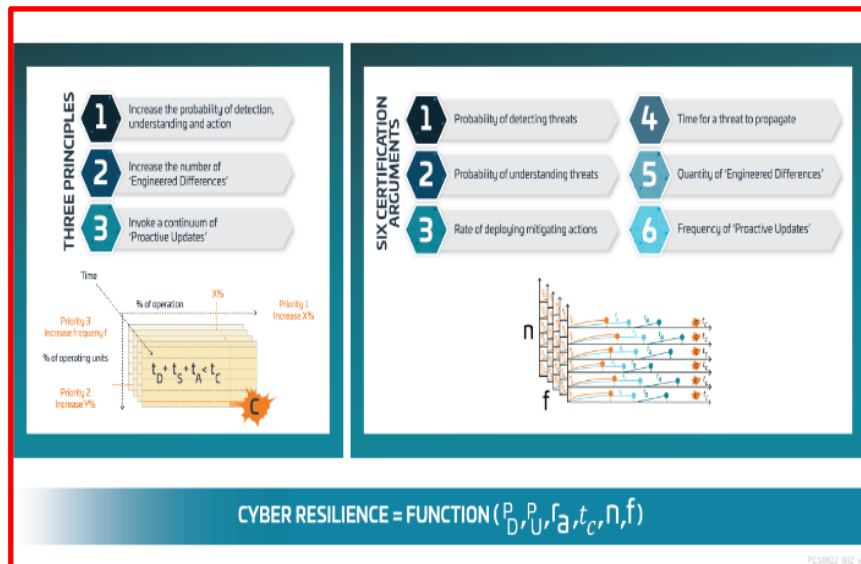 THREE PRINCIPLES
1
Increase the probability of detection,
understanding and action
2
Increase the number of
'Engineered Differences'
3
Invoke a continuum of
'Proactive Updates'
Time
% of operation
X%
Priority 1
Increase X%
Priority 3
Increase frequency f
% of operating units
Priority 2
Increase Y%
tD + tS + tA < tC
C
SIX CERTIFICATION
ARGUMENTS
1
Probability of detecting threats
2
Probability of understanding threats
3
Rate of deploying mitigating actions
4
Time for a threat to propagate
5
Quantity of 'Engineered Differences'
6
Frequency of 'Proactive Updates'
n
f
CYBER RESILIENCE = FUNCTION (PD, PU, ra, tc, n, f)